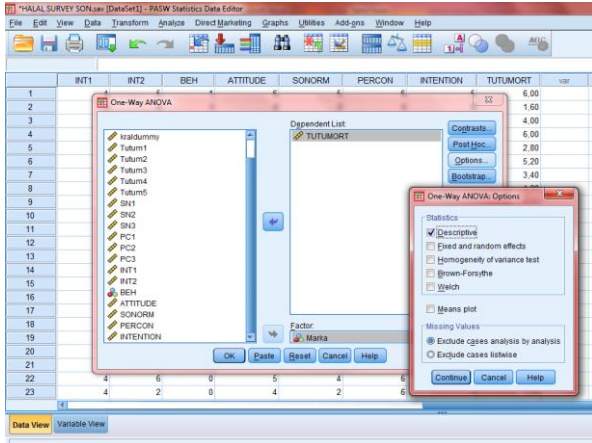 *HALAL SURVEY SON.sav [DataSet1] - PASW Statistics Data Editor
File Edit View Data Transform Analyze Direct Marketing Graphs Utilities Add-ons Window Help
INT1 INT2 BEH ATTITUDE SONORM PERCON INTENTION TUTUMORT var
1 6,00
2 1,60
3 4,00
4 6,00
5 2,80
6 5,20
7 3,40
8
9
10
11
12
13
14
15
16
17
18
19
20
21
22 4 6 0 5 4 6
23 4 2 0 4 2 6
One-Way ANOVA
kraldummy
Tutum1
Tutum2
Tutum3
Tutum4
Tutum5
SN1
SN2
SN3
PC1
PC2
PC3
INT1
INT2
BEH
ATTITUDE
SONORM
PERCON
INTENTION
Dependent List:
TUTUMORT
Factor:
Marka
Contrasts...
Post Hoc...
Options...
Bootstrap...
OK Paste Reset Cancel Help
One-Way ANOVA: Options
Statistics
Descriptive
Fixed and random effects
Homogeneity of variance test
Brown-Forsythe
Welch
Means plot
Missing Values
Exclude cases analysis by analysis
Exclude cases listwise
Continue Cancel Help
Data View Variable View